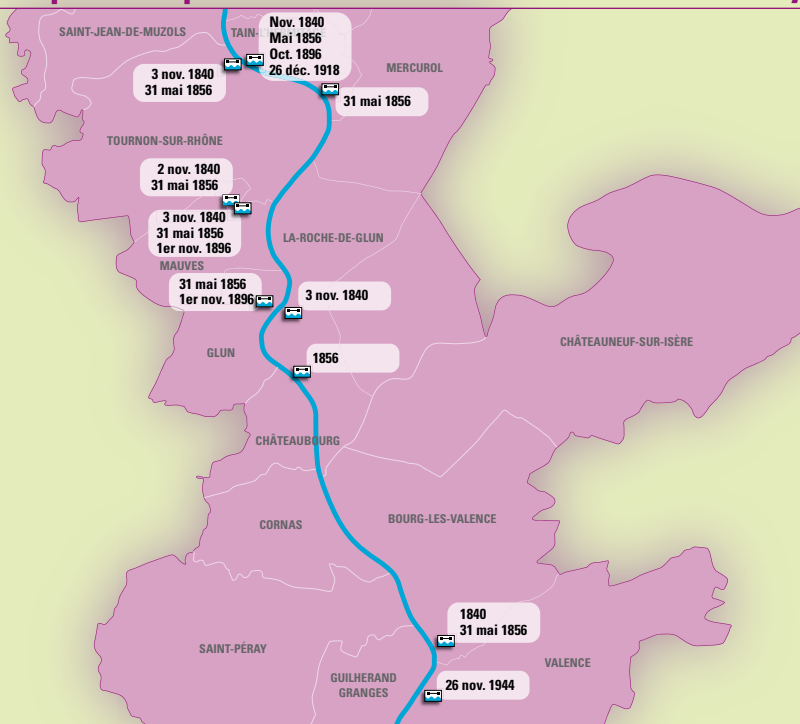 SAINT-JEAN-DE-MUZOLS
TAIN-L'
Nov. 1840
Mai 1856
Oct. 1896
26 déc. 1918
MERCUROL
3 nov. 1840
31 mai 1856
31 mai 1856
TOURNON-SUR-RHÔNE
2 nov. 1840
31 mai 1856
3 nov. 1840
31 mai 1856
1er nov. 1896
LA-ROCHE-DE-GLUN
MAUVES
31 mai 1856
1er nov. 1896
3 nov. 1840
GLUN
1856
CHÂTEAUNEUF-SUR-ISÈRE
CHÂTEAUBOURG
CORNAS
BOURG-LES-VALENCE
1840
31 mai 1856
SAINT-PÉRAY
VALENCE
GUILHERAND
GRANGES
26 nov. 1944